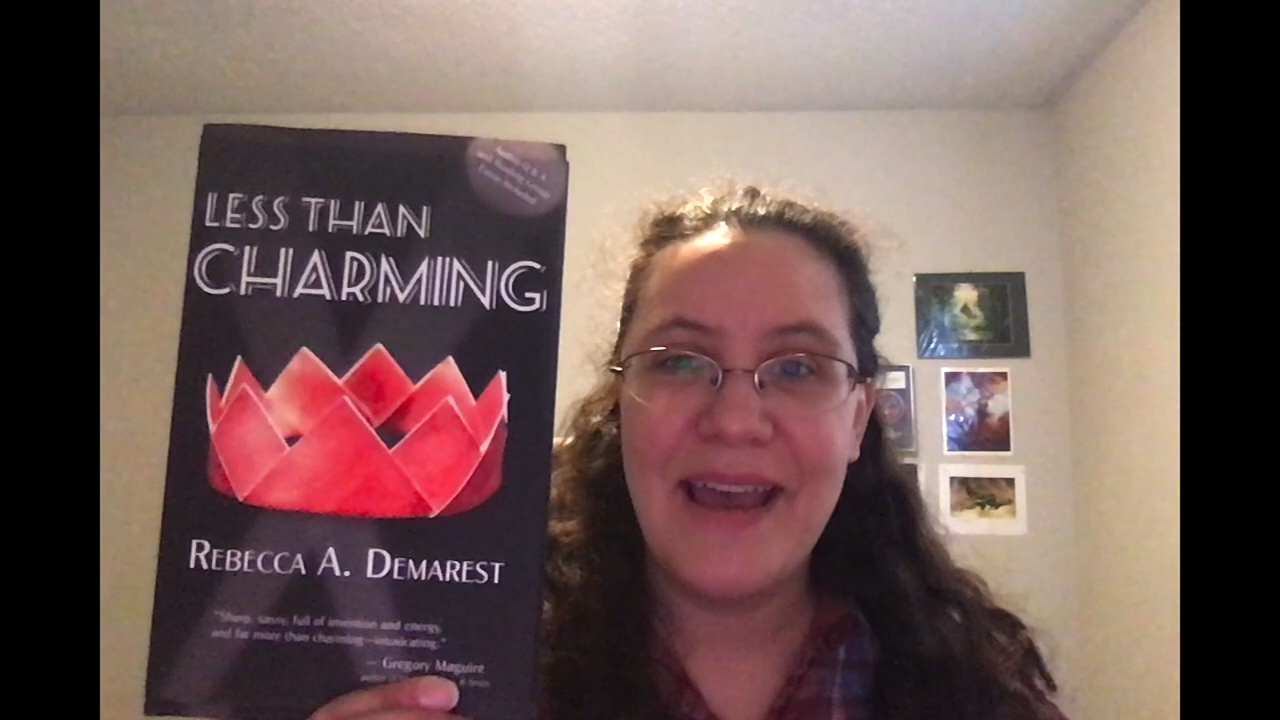 LESS THAN
CHARMING
REBECCA A. DEMAREST
"Sharp, sassy, full of invention and energy,
and far more than charming—intoxicating."
— Gregory Maguire